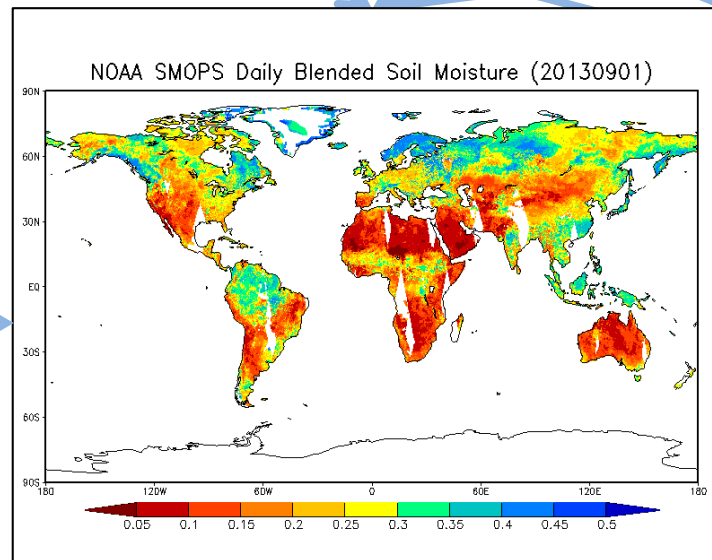 NOAA SMOPS Daily Blended Soil Moisture (20130901)
90N
60N
30N
EQ
30S
60S
90S
180 120W 60W 0 60E 120E 180
0.05 0.1 0.15 0.2 0.25 0.3 0.35 0.4 0.45 0.5